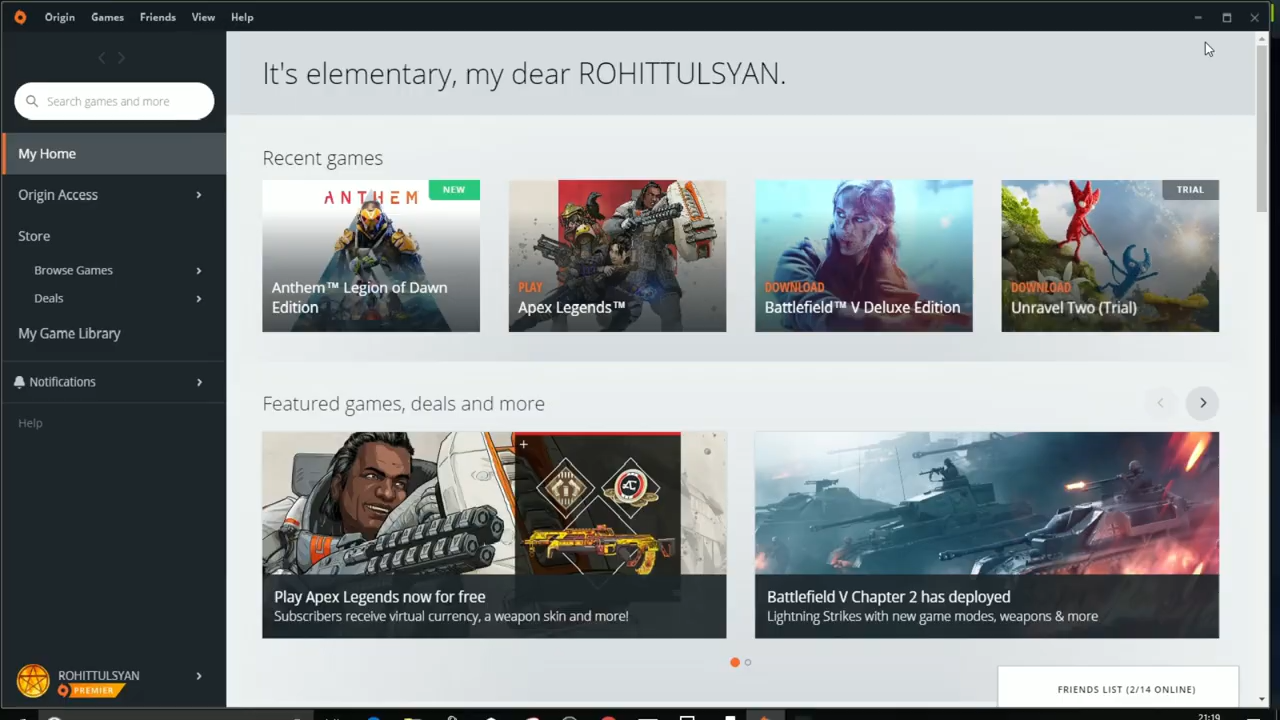 Origin Games Friends View Help
Search games and more
My Home
Origin Access
Store
Browse Games
Deals
My Game Library
Notifications
Help
ROHITTULSYAN
PREMIER
It's elementary, my dear ROHITTULSYAN.
Recent games
ANTHEM
NEW
Anthem™ Legion of Dawn
Edition
PLAY
Apex Legends™
DOWNLOAD
Battlefield™ V Deluxe Edition
TRIAL
DOWNLOAD
Unravel Two (Trial)
Featured games, deals and more
Play Apex Legends now for free
Subscribers receive virtual currency, a weapon skin and more!
Battlefield V Chapter 2 has deployed
Lightning Strikes with new game modes, weapons & more
FRIENDS LIST (2/14 ONLINE)
21:19